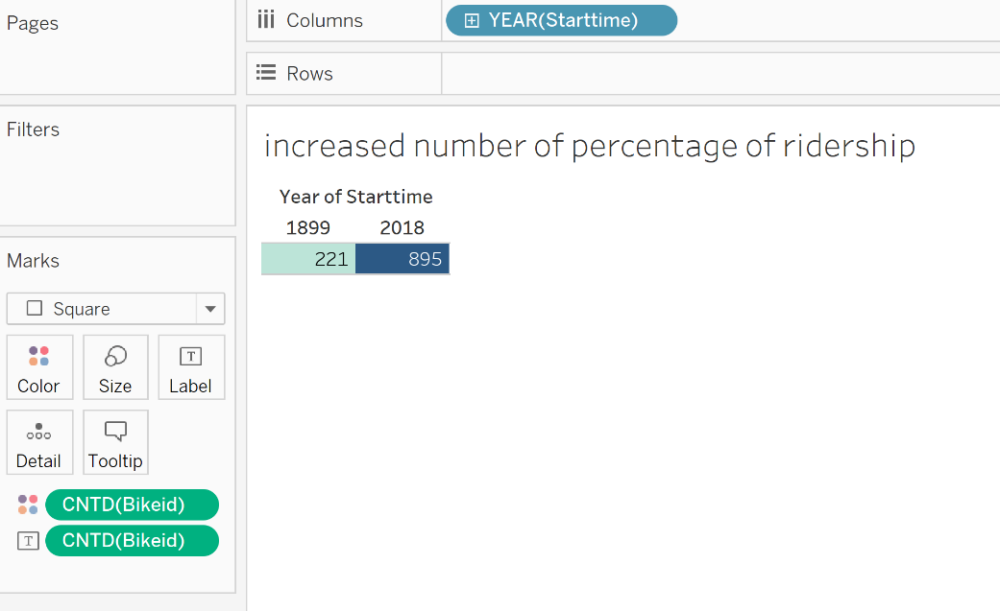 Pages
Columns
YEAR(Starttime)
Rows
Filters
increased number of percentage of ridership
Year of Starttime
1899 2018
221 895
Marks
Square
Color Size Label
T
Detail Tooltip
CNTD(Bikeid)
T CNTD(Bikeid)